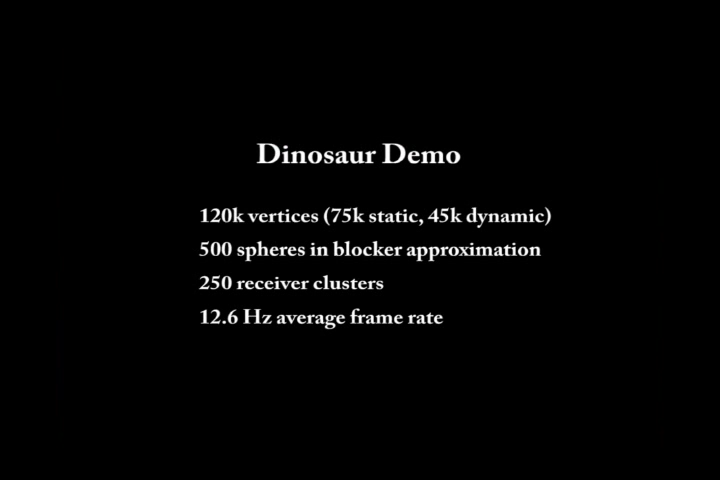 Dinosaur Demo
120k vertices (75k static, 45k dynamic)
500 spheres in blocker approximation
250 receiver clusters
12.6 Hz average frame rate